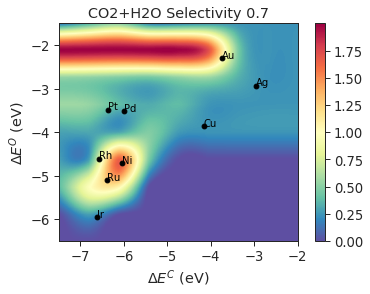 CO2+H2O Selectivity 0.7
−2
−3
−4
−5
−6
ΔE^O (eV)
Au
Ag
Pt
Pd
Cu
Rh
Ni
Ru
Ir
−7
−6
−5
−4
−3
−2
ΔE^C (eV)
1.75
1.50
1.25
1.00
0.75
0.50
0.25
0.00